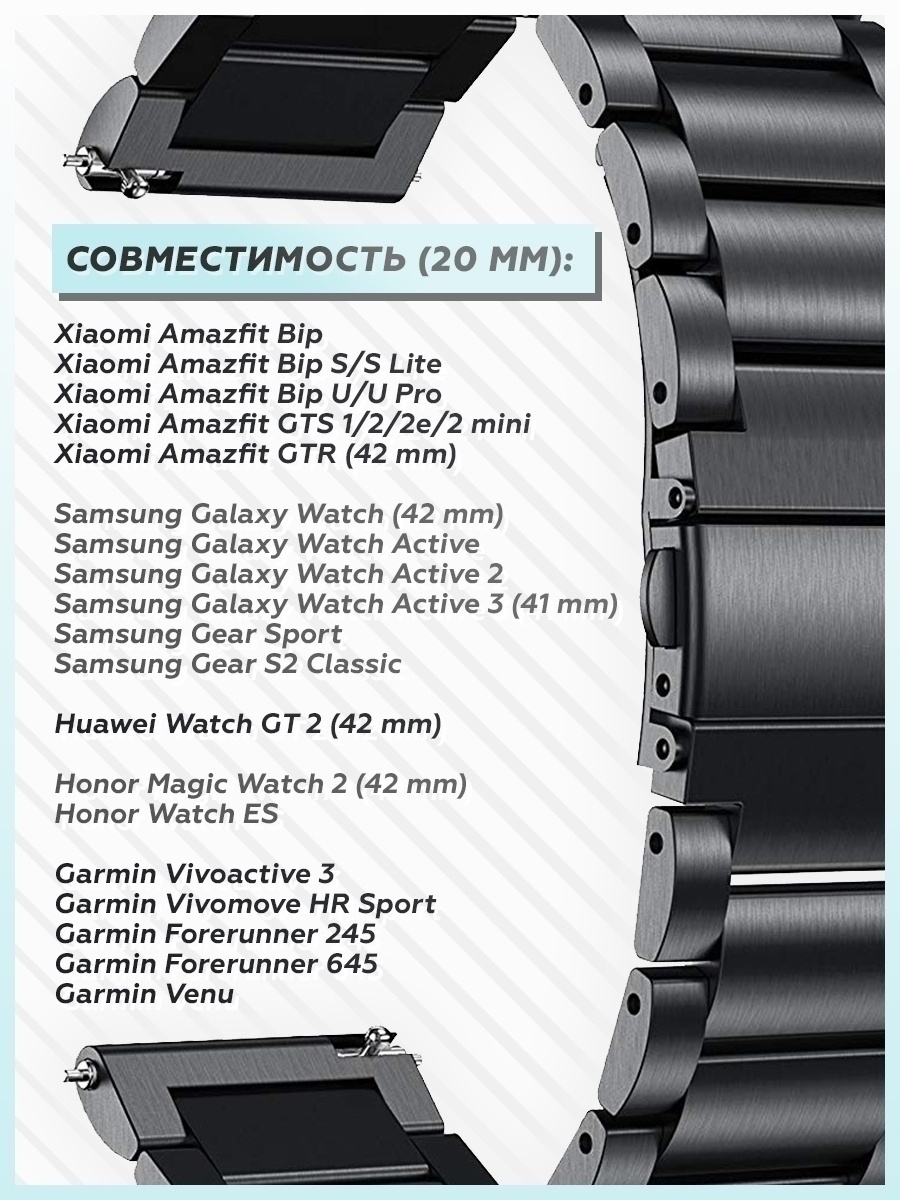 СОВМЕСТИМОСТЬ (20 ММ):
Xiaomi Amazfit Bip
Xiaomi Amazfit Bip S/S Lite
Xiaomi Amazfit Bip U/U Pro
Xiaomi Amazfit GTS 1/2/2e/2 mini
Xiaomi Amazfit GTR (42 mm)
Samsung Galaxy Watch (42 mm)
Samsung Galaxy Watch Active
Samsung Galaxy Watch Active 2
Samsung Galaxy Watch Active 3 (41 mm)
Samsung Gear Sport
Samsung Gear S2 Classic
Huawei Watch GT 2 (42 mm)
Honor Magic Watch 2 (42 mm)
Honor Watch ES
Garmin Vivoactive 3
Garmin Vivomove HR Sport
Garmin Forerunner 245
Garmin Forerunner 645
Garmin Venu